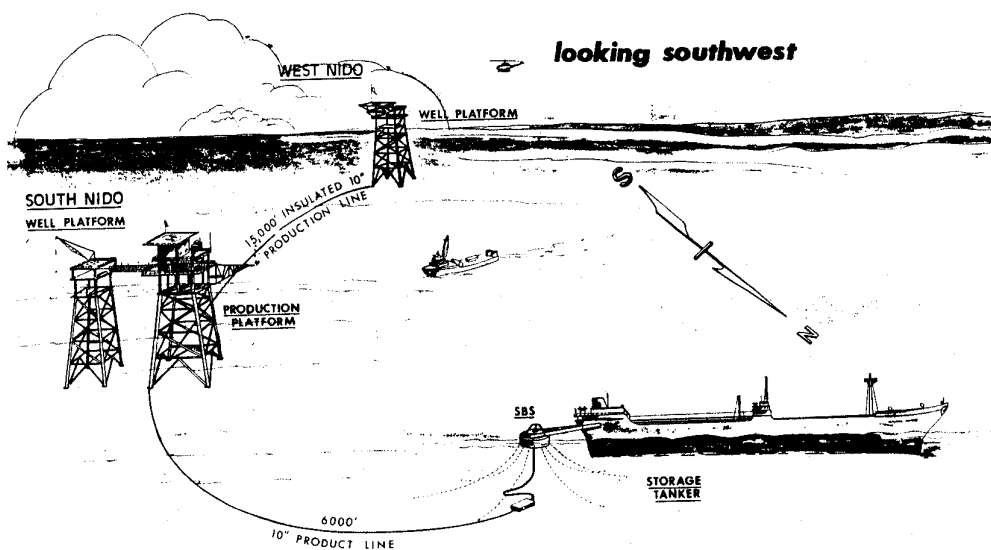 looking southwest
WEST NIDO
WELL PLATFORM
S
SOUTH NIDO
WELL PLATFORM
15,000' INSULATED 10"
PRODUCTION LINE
PRODUCTION
PLATFORM
N
SBS
STORAGE
TANKER
6000'
10" PRODUCT LINE